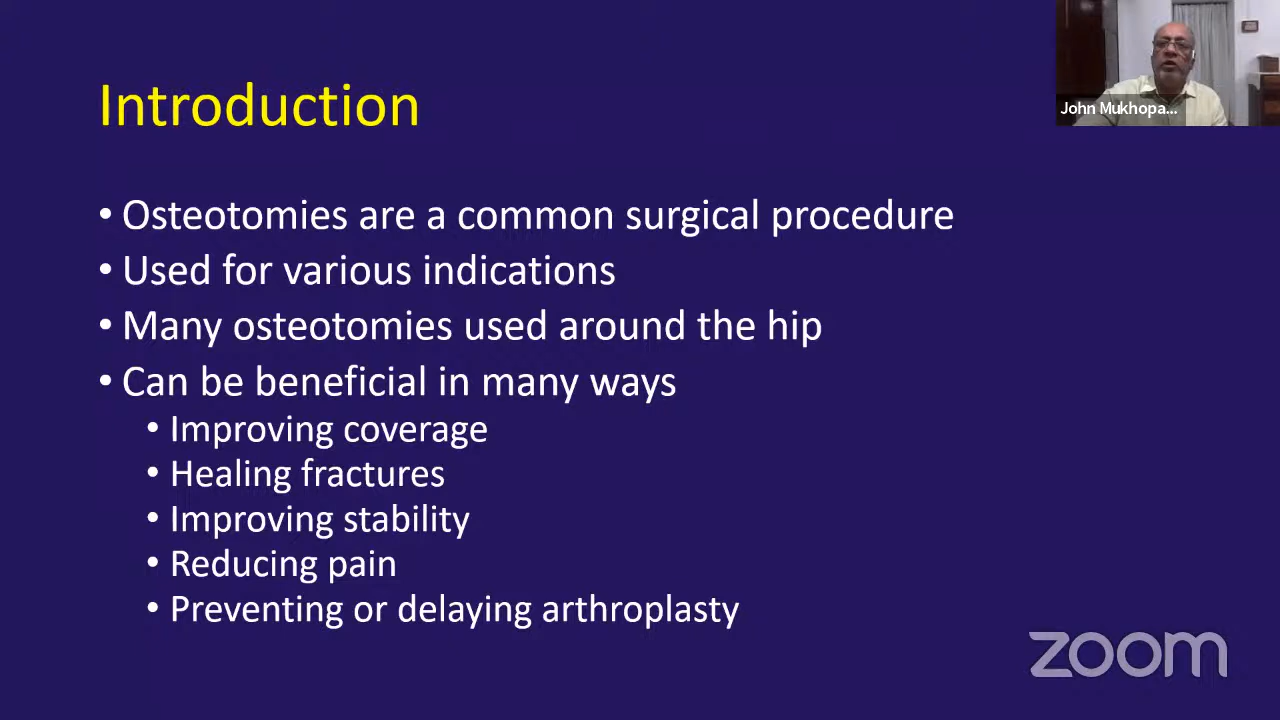 John Mukhopa...
Introduction
• Osteotomies are a common surgical procedure
• Used for various indications
• Many osteotomies used around the hip
• Can be beneficial in many ways
• Improving coverage
• Healing fractures
• Improving stability
• Reducing pain
• Preventing or delaying arthroplasty
zoom